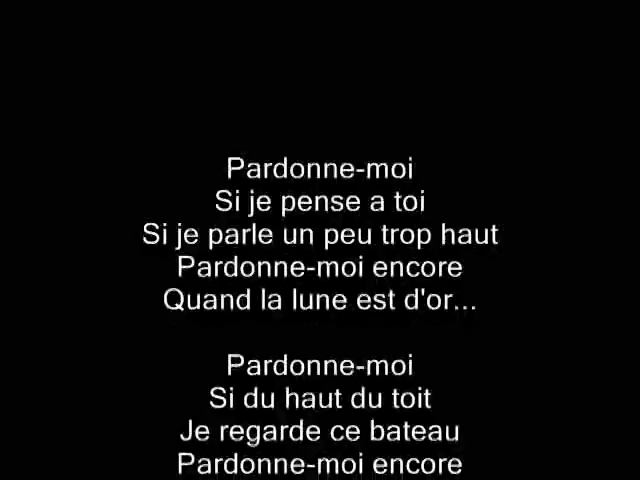 Pardonne-moi
Si je pense a toi
Si je parle un peu trop haut
Pardonne-moi encore
Quand la lune est d'or...
Pardonne-moi
Si du haut du toit
Je regarde ce bateau
Pardonne-moi encore